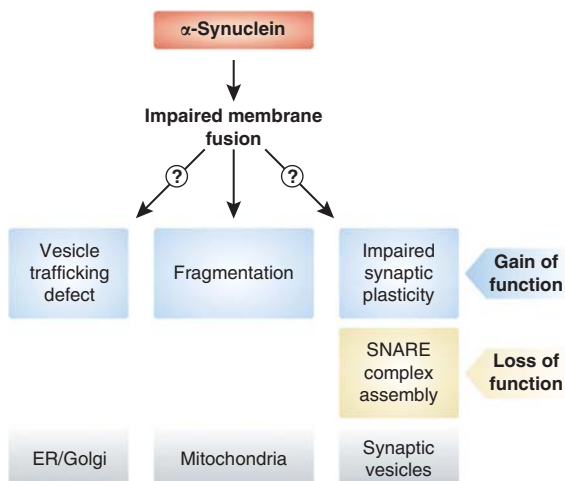 α-Synuclein
Impaired membrane
fusion
?
?
Vesicle
trafficking
defect
Fragmentation
Impaired
synaptic
plasticity
Gain of
function
SNARE
complex
assembly
Loss of
function
ER/Golgi
Mitochondria
Synaptic
vesicles